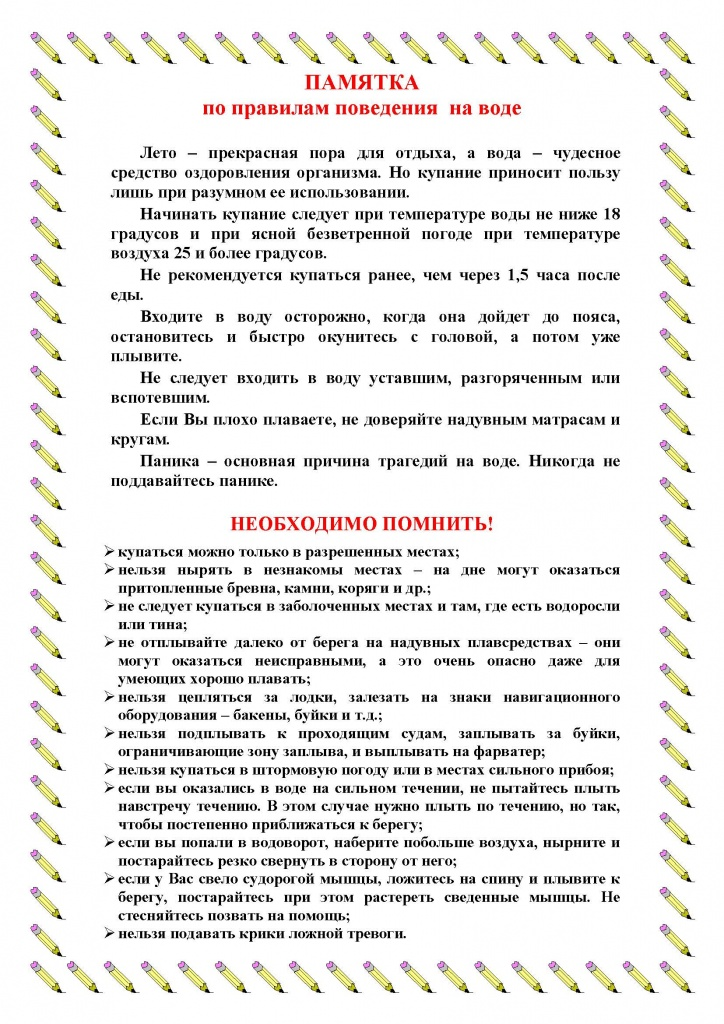 ПАМЯТКА
по правилам поведения на воде
Лето – прекрасная пора для отдыха, а вода – чудесное
средство оздоровления организма. Но купание приносит пользу
лишь при разумном ее использовании.
Начинать купание следует при температуре воды не ниже 18
градусов и при ясной безветренной погоде при температуре
воздуха 25 и более градусов.
Не рекомендуется купаться ранее, чем через 1,5 часа после
еды.
Входите в воду осторожно, когда она дойдет до пояса,
остановитесь и быстро окунитесь с головой, а потом уже
плывите.
Не следует входить в воду уставшим, разгоряченным или
вспотевшим.
Если Вы плохо плаваете, не доверяйте надувным матрасам и
кругам.
Паника – основная причина трагедий на воде. Никогда не
поддавайтесь панике.
НЕОБХОДИМО ПОМНИТЬ!
➢ купаться можно только в разрешенных местах;
➢ нельзя нырять в незнакомы местах – на дне могут оказаться
притопленные бревна, камни, коряги и др.;
➢ не следует купаться в заболоченных местах и там, где есть водоросли
или тина;
➢ не отплывайте далеко от берега на надувных плавсредствах – они
могут оказаться неисправными, а это очень опасно даже для
умеющих хорошо плавать;
➢ нельзя цепляться за лодки, залезать на знаки навигационного
оборудования – бакены, буйки и т.д.;
➢ нельзя подплывать к проходящим судам, заплывать за буйки,
ограничивающие зону заплыва, и выплывать на фарватер;
➢ нельзя купаться в штормовую погоду или в местах сильного прибоя;
➢ если вы оказались в воде на сильном течении, не пытайтесь плыть
навстречу течению. В этом случае нужно плыть по течению, но так,
чтобы постепенно приближаться к берегу;
➢ если вы попали в водоворот, наберите побольше воздуха, нырните и
постарайтесь резко свернуть в сторону от него;
➢ если у Вас свело судорогой мышцы, ложитесь на спину и плывите к
берегу, постарайтесь при этом растереть сведенные мышцы. Не
стесняйтесь позвать на помощь;
➢ нельзя подавать крики ложной тревоги.